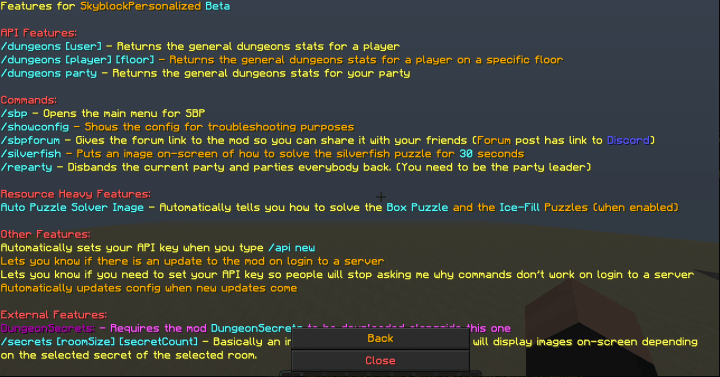 Features for SkyblockPersonalized Beta
API Features:
/dungeons [user] - Returns the general dungeons stats for a player
/dungeons [player] [floor] - Returns the general dungeons stats for a player on a specific floor
/dungeons party - Returns the general dungeons stats for your party
Commands:
/sbp - Opens the main menu for SBP
/showconfig - Shows the config for troubleshooting purposes
/sbpforum - Gives the forum link to the mod so you can share it with your friends (Forum post has link to Discord)
/silverfish - Puts an image on-screen of how to solve the silverfish puzzle for 30 seconds
/reparty - Disbands the current party and parties everybody back. (You need to be the party leader)
Resource Heavy Features:
Auto Puzzle Solver Image - Automatically tells you how to solve the Box Puzzle and the Ice-Fill Puzzles (when enabled)
Other Features:
Automatically sets your API key when you type /api new
Lets you know if there is an update to the mod on login to a server
Lets you know if you need to set your API key so people will stop asking me why commands don't work on login to a server
Automatically updates config when new updates come
External Features:
DungeonSecrets: - Requires the mod DungeonSecrets to be downloaded alongside this one
/secrets [roomSize] [secretCount] - Basically an will display images on-screen depending
on the selected secret of the selected room.
Back
Close